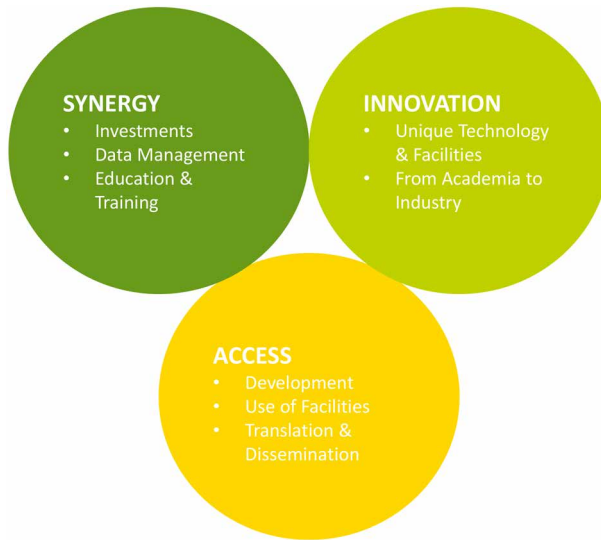 SYNERGY
• Investments
• Data Management
• Education &
Training
INNOVATION
• Unique Technology
& Facilities
• From Academia to
Industry
ACCESS
• Development
• Use of Facilities
• Translation &
Dissemination